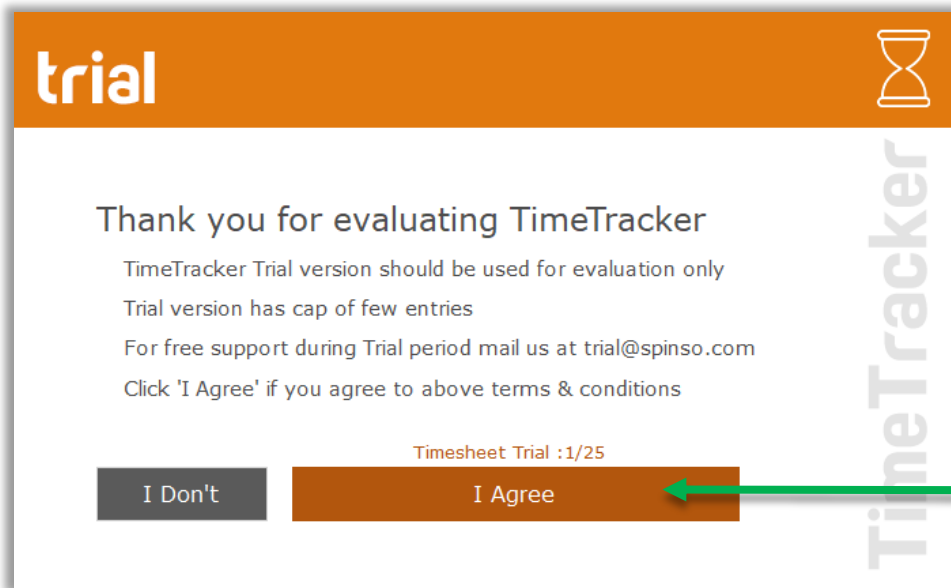 trial
Thank you for evaluating TimeTracker
TimeTracker Trial version should be used for evaluation only
Trial version has cap of few entries
For free support during Trial period mail us at trial@spinso.com
Click 'I Agree' if you agree to above terms & conditions
Timesheet Trial :1/25
I Don't
I Agree
TimeTracker